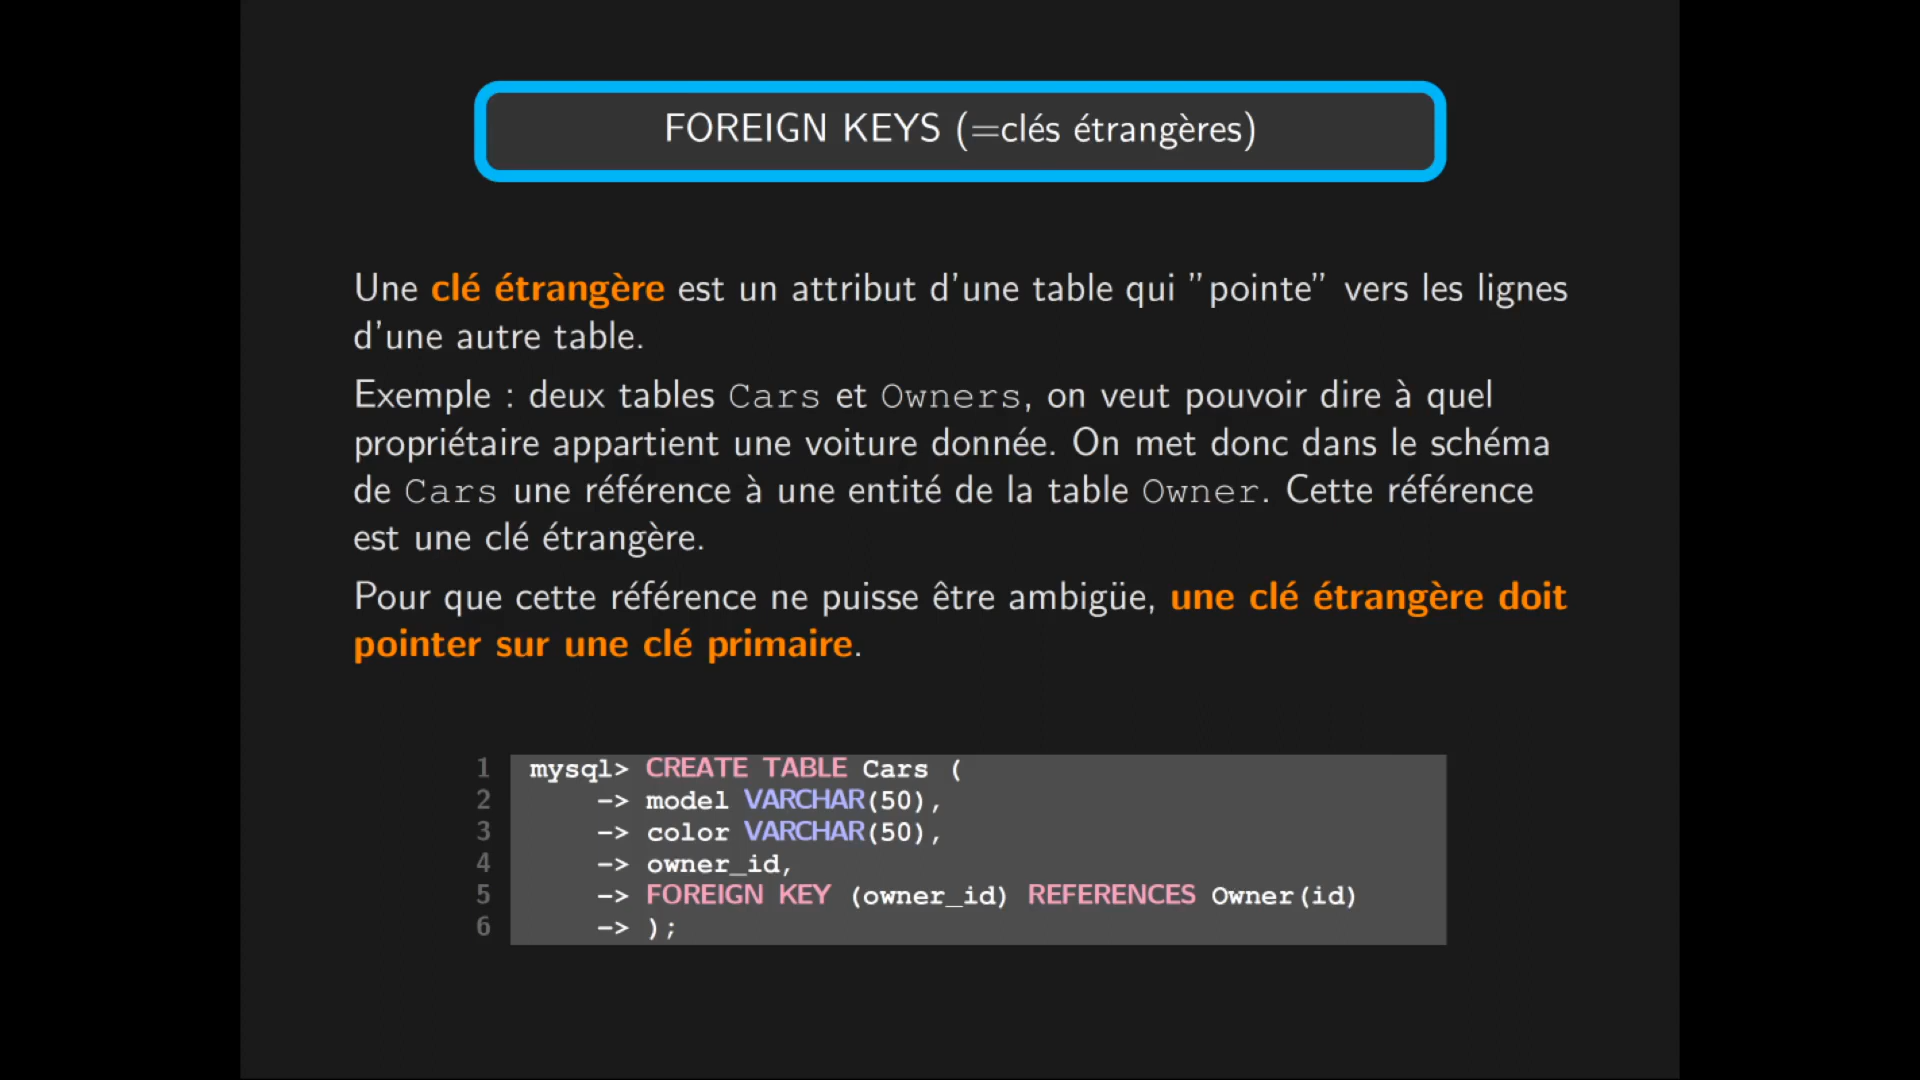 FOREIGN KEYS (=clés étrangères)
Une clé étrangère est un attribut d'une table qui "pointe" vers les lignes
d'une autre table.
Exemple : deux tables Cars et Owners, on veut pouvoir dire à quel
propriétaire appartient une voiture donnée. On met donc dans le schéma
de Cars une référence à une entité de la table Owner. Cette référence
est une clé étrangère.
Pour que cette référence ne puisse être ambigüe, une clé étrangère doit
pointer sur une clé primaire.
1 mysql> CREATE TABLE Cars (
2 -> model VARCHAR(50),
3 -> color VARCHAR(50),
4 -> owner_id,
5 -> FOREIGN KEY (owner_id) REFERENCES Owner(id)
6 -> );